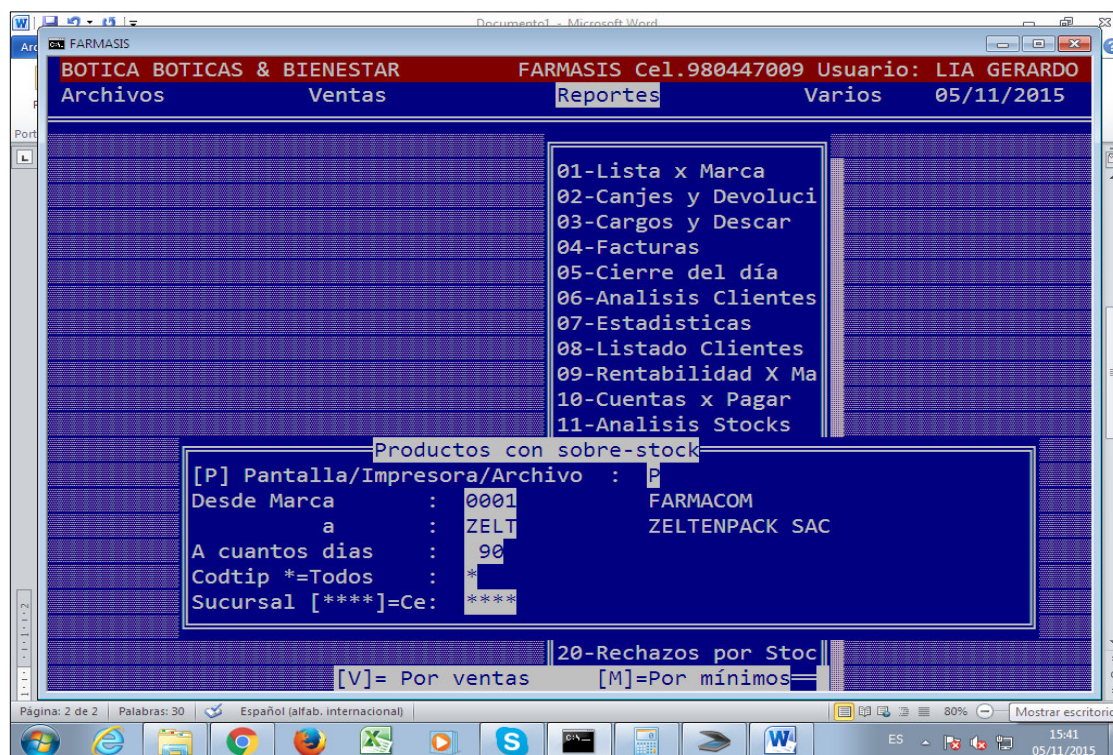 Documento1 - Microsoft Word
FARMASIS
BOTICA BOTICAS & BIENESTAR FARMASIS Cel.980447009 Usuario: LIA GERARDO
Archivos Ventas Reportes Varios 05/11/2015
Port
01-Lista x Marca
02-Canjes y Devoluci
03-Cargos y Descar
04-Facturas
05-Cierre del día
06-Analisis Clientes
07-Estadisticas
08-Listado Clientes
09-Rentabilidad X Ma
10-Cuentas x Pagar
11-Analisis Stocks
Productos con sobre-stock
[P] Pantalla/Impresora/Archivo : P
Desde Marca : 0001 FARMACOM
a : ZELT ZELTENPACK SAC
A cuantos dias : 90
Codtip *=Todos : *
Sucursal [****]=Ce: ****
20-Rechazos por Stoc
[V]= Por ventas [M]=Por mínimos
Página: 2 de 2 Palabras: 30 Español (alfab. internacional) 80% Mostrar escritorio
ES 15:41
05/11/2015